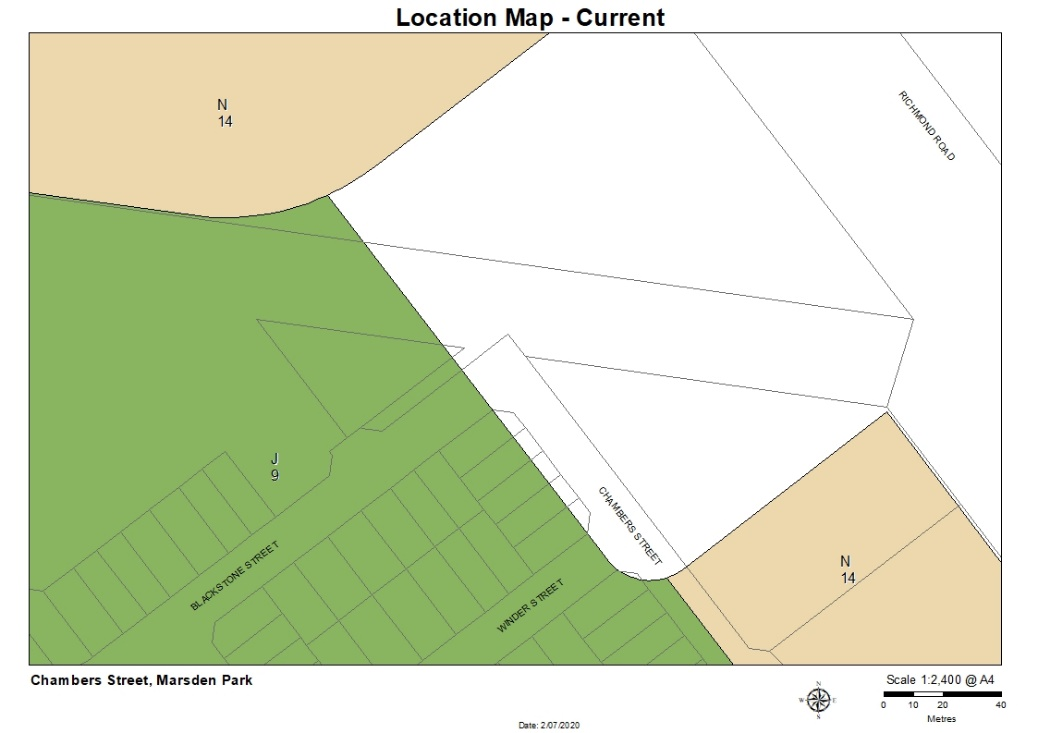 Location Map - Current
N
14
RICHMOND ROAD
J
9
CHAMBERS STREET
BLACKSTONE STREET
WINDER STREET
N
14
Chambers Street, Marsden Park
Scale 1:2,400 @ A4
N
W E
S
0 10 20 40
Metres
Date: 2/07/2020